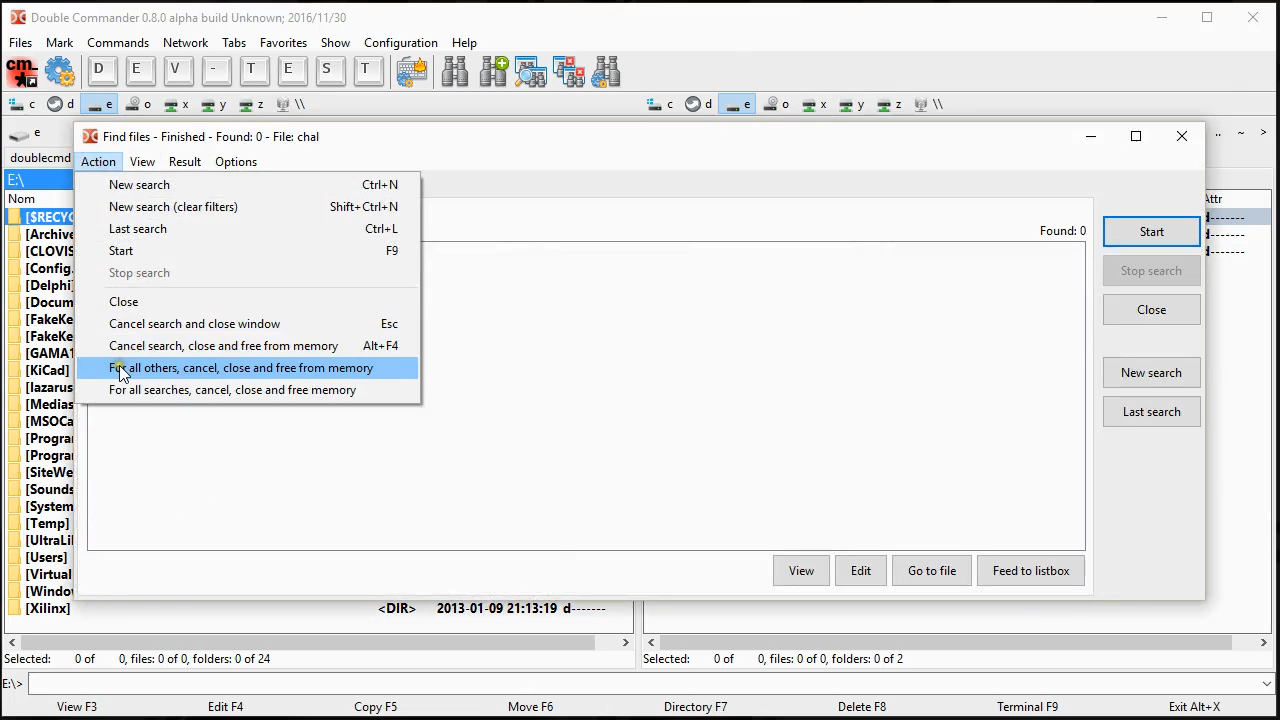 Double Commander 0.8.0 alpha build Unknown; 2016/11/30
Files Mark Commands Network Tabs Favorites Show Configuration Help
cm_ D E V - T E S T
c d e o x y z \\ c d e o x y z \\
e .. ~ >
Find files - Finished - Found: 0 - File: chal
doublecmd
Action View Result Options
E:\
New search Ctrl+N
Nom Attr
New search (clear filters) Shift+Ctrl+N
[$RECYC d-------
Last search Ctrl+L
Found: 0 Start
[Archive d-------
Start F9
[CLOVIS d-------
[Config.
Stop search
Stop search
[Delphi]
[Docum
Close
Close
[FakeKe
Cancel search and close window Esc
[FakeKe
Cancel search, close and free from memory Alt+F4
[GAMA1
For all others, cancel, close and free from memory
New search
[KiCad]
For all searches, cancel, close and free memory
[lazarus
[Medias
Last search
[MSOCa
[Progra
[Progra
[SiteWe
[Sounds
[System
[Temp]
[UltraLi
[Users]
View Edit Go to file Feed to listbox
[Virtual
[Windov
[Xilinx] <DIR> 2013-01-09 21:13:19 d-------
Selected: 0 of 0, files: 0 of 0, folders: 0 of 24
Selected: 0 of 0, files: 0 of 0, folders: 0 of 2
E:\>
View F3 Edit F4 Copy F5 Move F6 Directory F7 Delete F8 Terminal F9 Exit Alt+X